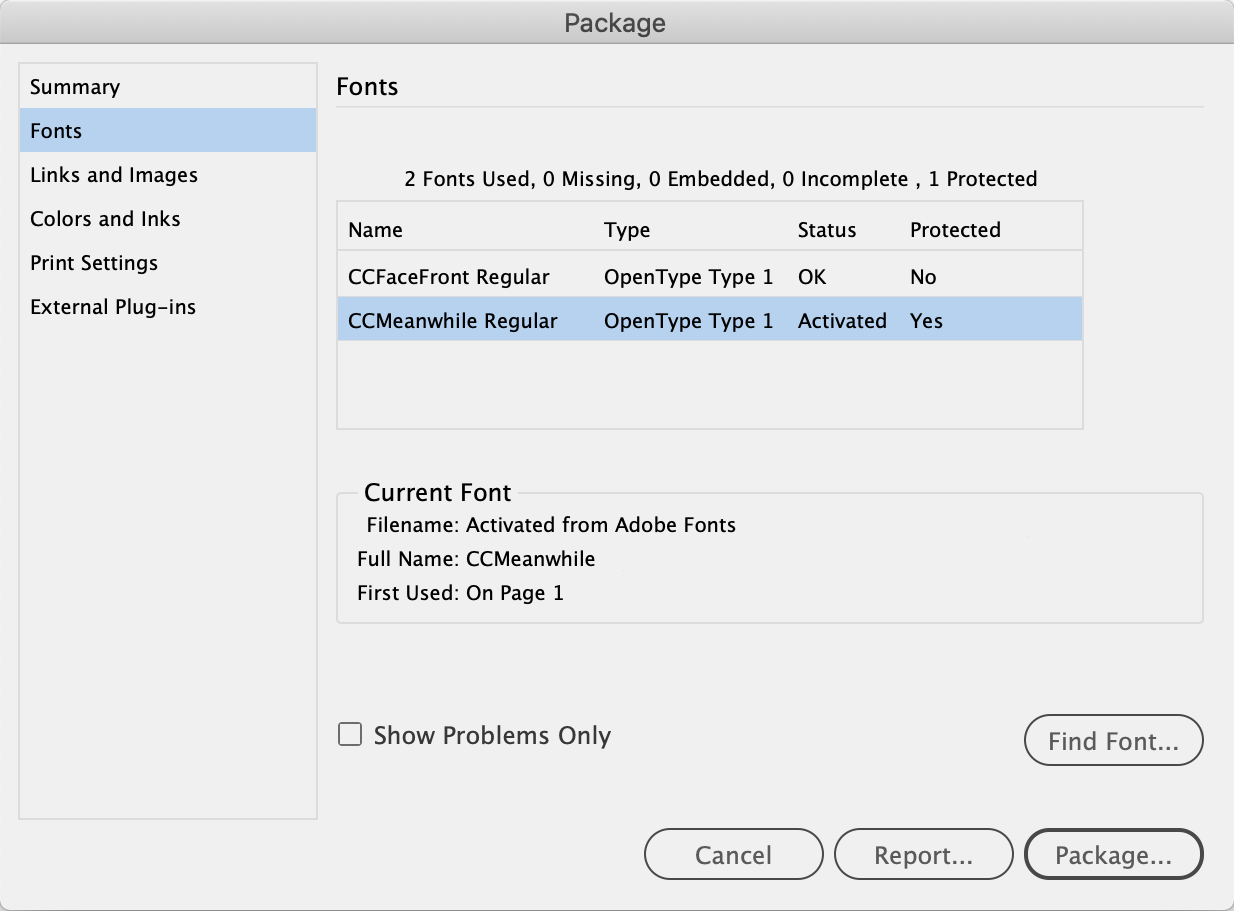 Package
Summary
Fonts
Links and Images
Colors and Inks
Print Settings
External Plug-ins
Fonts
2 Fonts Used, 0 Missing, 0 Embedded, 0 Incomplete , 1 Protected
Name Type Status Protected
CCFaceFront Regular OpenType Type 1 OK No
CCMeanwhile Regular OpenType Type 1 Activated Yes
Current Font
Filename: Activated from Adobe Fonts
Full Name: CCMeanwhile
First Used: On Page 1
Show Problems Only
Find Font...
Cancel Report... Package...